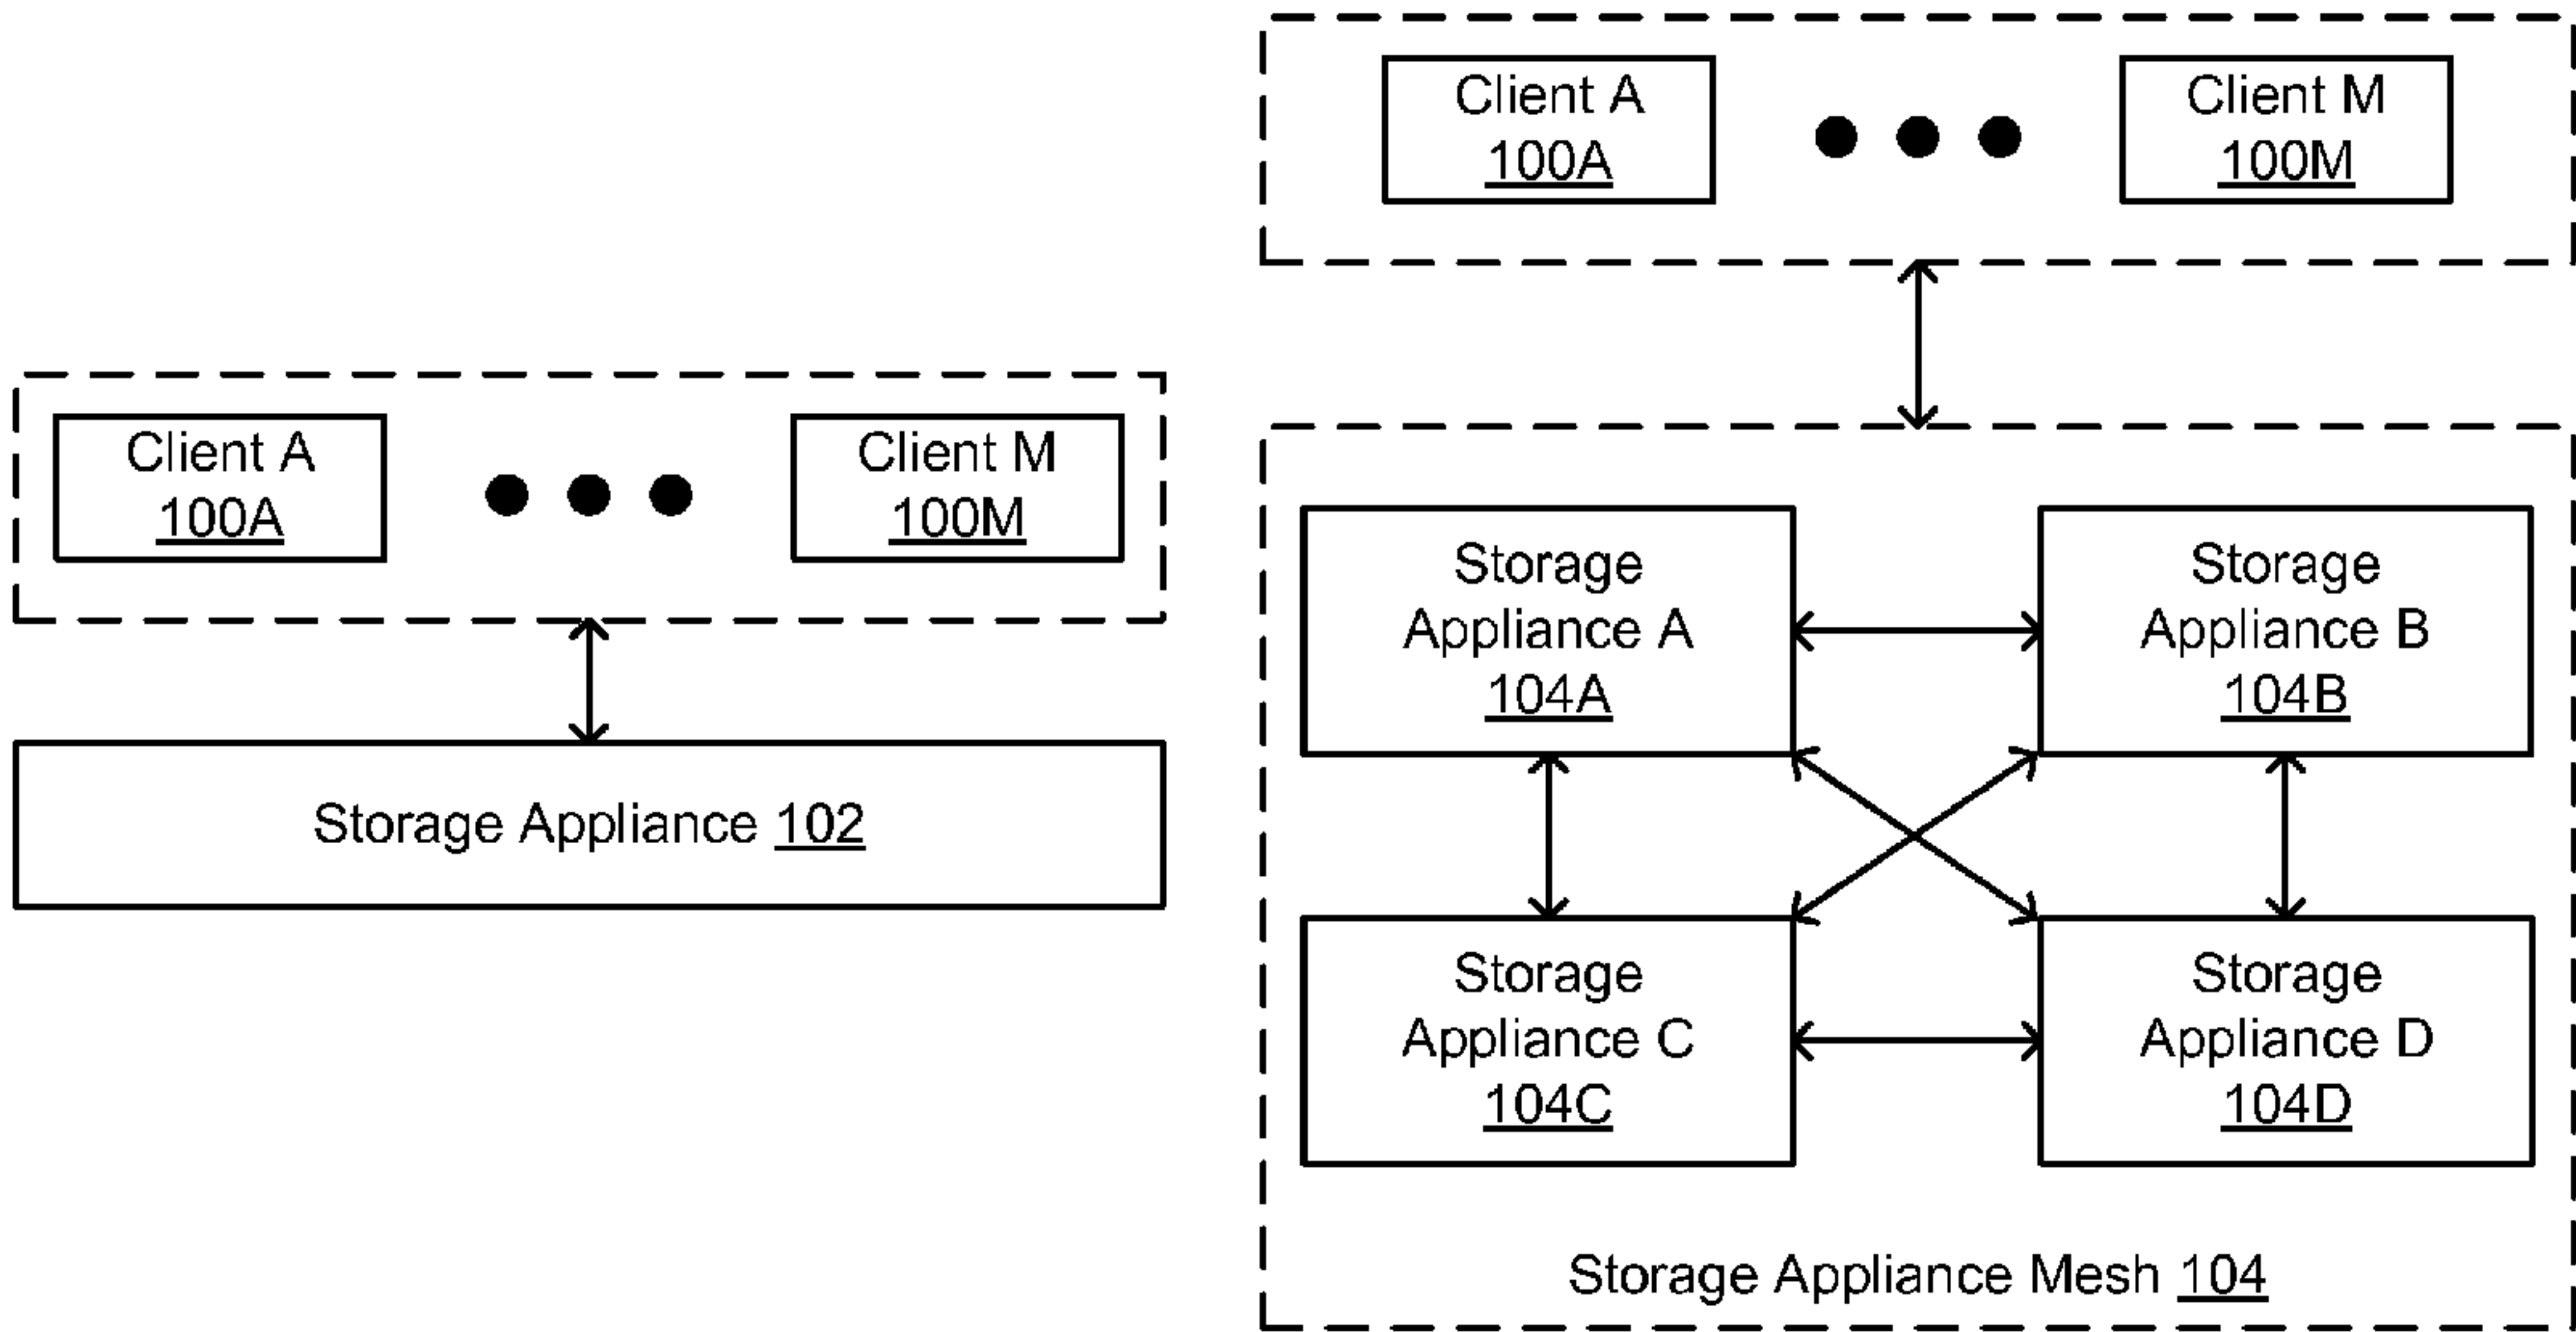 Client A
100A
Client M
100M
Storage Appliance 102
Client A
100A
Client M
100M
Storage
Appliance A
104A
Storage
Appliance B
104B
Storage
Appliance C
104C
Storage
Appliance D
104D
Storage Appliance Mesh 104